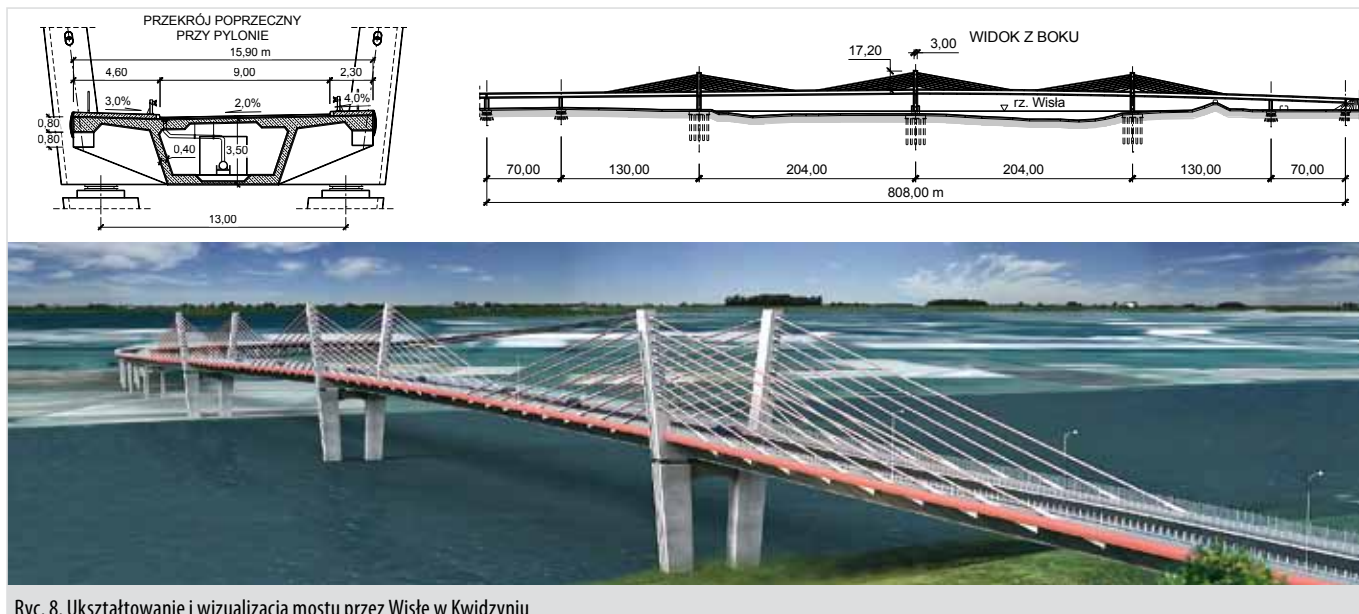 PRZEKRÓJ POPRZECZNY
PRZY PYLONIE
15,90 m
4,60 9,00 2,30
3,0% 2,0% 4,0%
0,80
0,80
0,40 3,50
13,00
WIDOK Z BOKU
17,20 3,00
rz. Wisła
70,00 130,00 204,00 204,00 130,00 70,00
808,00 m
Ryc. 8. Ukształtowanie i wizualizacja mostu przez Wisłę w Kwidzyniu